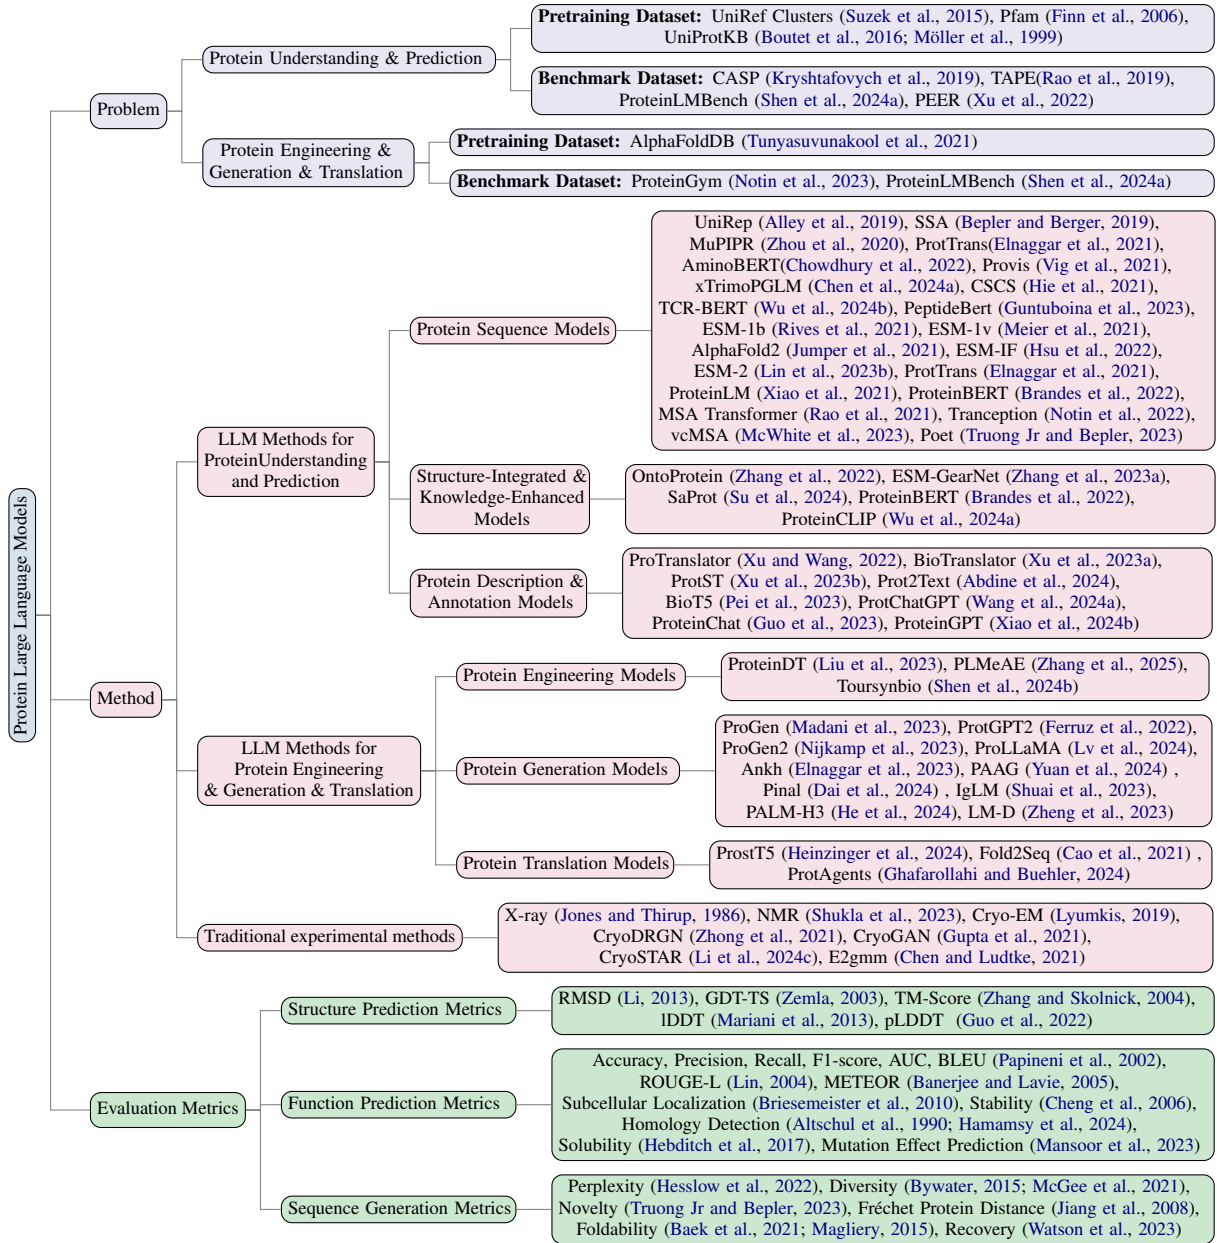 Protein Large Language Models
Problem
Protein Understanding & Prediction
Pretraining Dataset: UniRef Clusters (Suzek et al., 2015), Pfam (Finn et al., 2006),
UniProtKB (Boutet et al., 2016; Möller et al., 1999)
Benchmark Dataset: CASP (Kryshtafovych et al., 2019), TAPE(Rao et al., 2019),
ProteinLMBench (Shen et al., 2024a), PEER (Xu et al., 2022)
Protein Engineering &
Generation & Translation
Pretraining Dataset: AlphaFoldDB (Tunyasuvunakool et al., 2021)
Benchmark Dataset: ProteinGym (Notin et al., 2023), ProteinLMBench (Shen et al., 2024a)
Method
LLM Methods for
ProteinUnderstanding
and Prediction
Protein Sequence Models
UniRep (Alley et al., 2019), SSA (Bepler and Berger, 2019),
MuPIPR (Zhou et al., 2020), ProtTrans(Elnaggar et al., 2021),
AminoBERT(Chowdhury et al., 2022), Provis (Vig et al., 2021),
xTrimoPGLM (Chen et al., 2024a), CSCS (Hie et al., 2021),
TCR-BERT (Wu et al., 2024b), PeptideBert (Guntuboina et al., 2023),
ESM-1b (Rives et al., 2021), ESM-1v (Meier et al., 2021),
AlphaFold2 (Jumper et al., 2021), ESM-IF (Hsu et al., 2022),
ESM-2 (Lin et al., 2023b), ProtTrans (Elnaggar et al., 2021),
ProteinLM (Xiao et al., 2021), ProteinBERT (Brandes et al., 2022),
MSA Transformer (Rao et al., 2021), Tranception (Notin et al., 2022),
vcMSA (McWhite et al., 2023), Poet (Truong Jr and Bepler, 2023)
Structure-Integrated &
Knowledge-Enhanced
Models
OntoProtein (Zhang et al., 2022), ESM-GearNet (Zhang et al., 2023a),
SaProt (Su et al., 2024), ProteinBERT (Brandes et al., 2022),
ProteinCLIP (Wu et al., 2024a)
Protein Description &
Annotation Models
ProTranslator (Xu and Wang, 2022), BioTranslator (Xu et al., 2023a),
ProtST (Xu et al., 2023b), Prot2Text (Abdine et al., 2024),
BioT5 (Pei et al., 2023), ProtChatGPT (Wang et al., 2024a),
ProteinChat (Guo et al., 2023), ProteinGPT (Xiao et al., 2024b)
LLM Methods for
Protein Engineering
& Generation & Translation
Protein Engineering Models
ProteinDT (Liu et al., 2023), PLMeAE (Zhang et al., 2025),
Toursynbio (Shen et al., 2024b)
Protein Generation Models
ProGen (Madani et al., 2023), ProtGPT2 (Ferruz et al., 2022),
ProGen2 (Nijkamp et al., 2023), ProLLaMA (Lv et al., 2024),
Ankh (Elnaggar et al., 2023), PAAG (Yuan et al., 2024) ,
Pinal (Dai et al., 2024) , IgLM (Shuai et al., 2023),
PALM-H3 (He et al., 2024), LM-D (Zheng et al., 2023)
Protein Translation Models
ProstT5 (Heinzinger et al., 2024), Fold2Seq (Cao et al., 2021) ,
ProtAgents (Ghafarollahi and Buehler, 2024)
Traditional experimental methods
X-ray (Jones and Thirup, 1986), NMR (Shukla et al., 2023), Cryo-EM (Lyumkis, 2019),
CryoDRGN (Zhong et al., 2021), CryoGAN (Gupta et al., 2021),
CryoSTAR (Li et al., 2024c), E2gmm (Chen and Ludtke, 2021)
Evaluation Metrics
Structure Prediction Metrics
RMSD (Li, 2013), GDT-TS (Zemla, 2003), TM-Score (Zhang and Skolnick, 2004),
lDDT (Mariani et al., 2013), pLDDT (Guo et al., 2022)
Function Prediction Metrics
Accuracy, Precision, Recall, F1-score, AUC, BLEU (Papineni et al., 2002),
ROUGE-L (Lin, 2004), METEOR (Banerjee and Lavie, 2005),
Subcellular Localization (Briesemeister et al., 2010), Stability (Cheng et al., 2006),
Homology Detection (Altschul et al., 1990; Hamamsy et al., 2024),
Solubility (Hebditch et al., 2017), Mutation Effect Prediction (Mansoor et al., 2023)
Sequence Generation Metrics
Perplexity (Hesslow et al., 2022), Diversity (Bywater, 2015; McGee et al., 2021),
Novelty (Truong Jr and Bepler, 2023), Fréchet Protein Distance (Jiang et al., 2008),
Foldability (Baek et al., 2021; Magliery, 2015), Recovery (Watson et al., 2023)